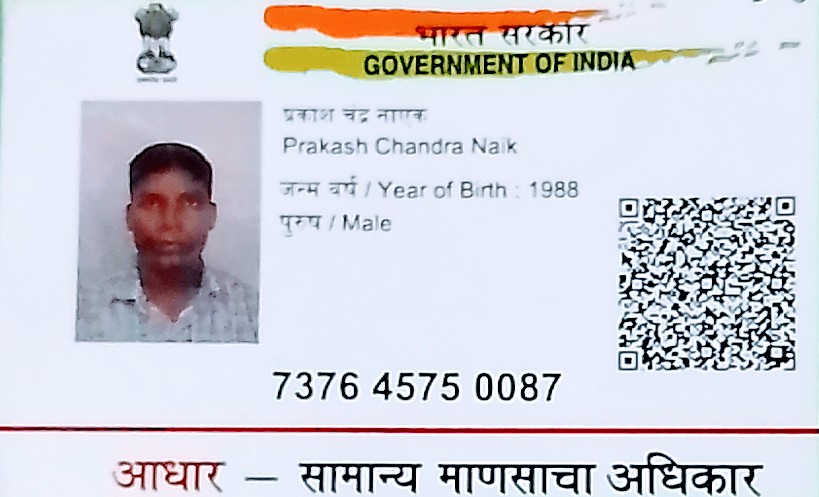 भारत सरकार
GOVERNMENT OF INDIA
प्रकाश चंद्र नाएक
Prakash Chandra Naik
जन्म वर्ष / Year of Birth : 1988
पुरुष / Male
7376 4575 0087
आधार — सामान्य माणसाचा अधिकार